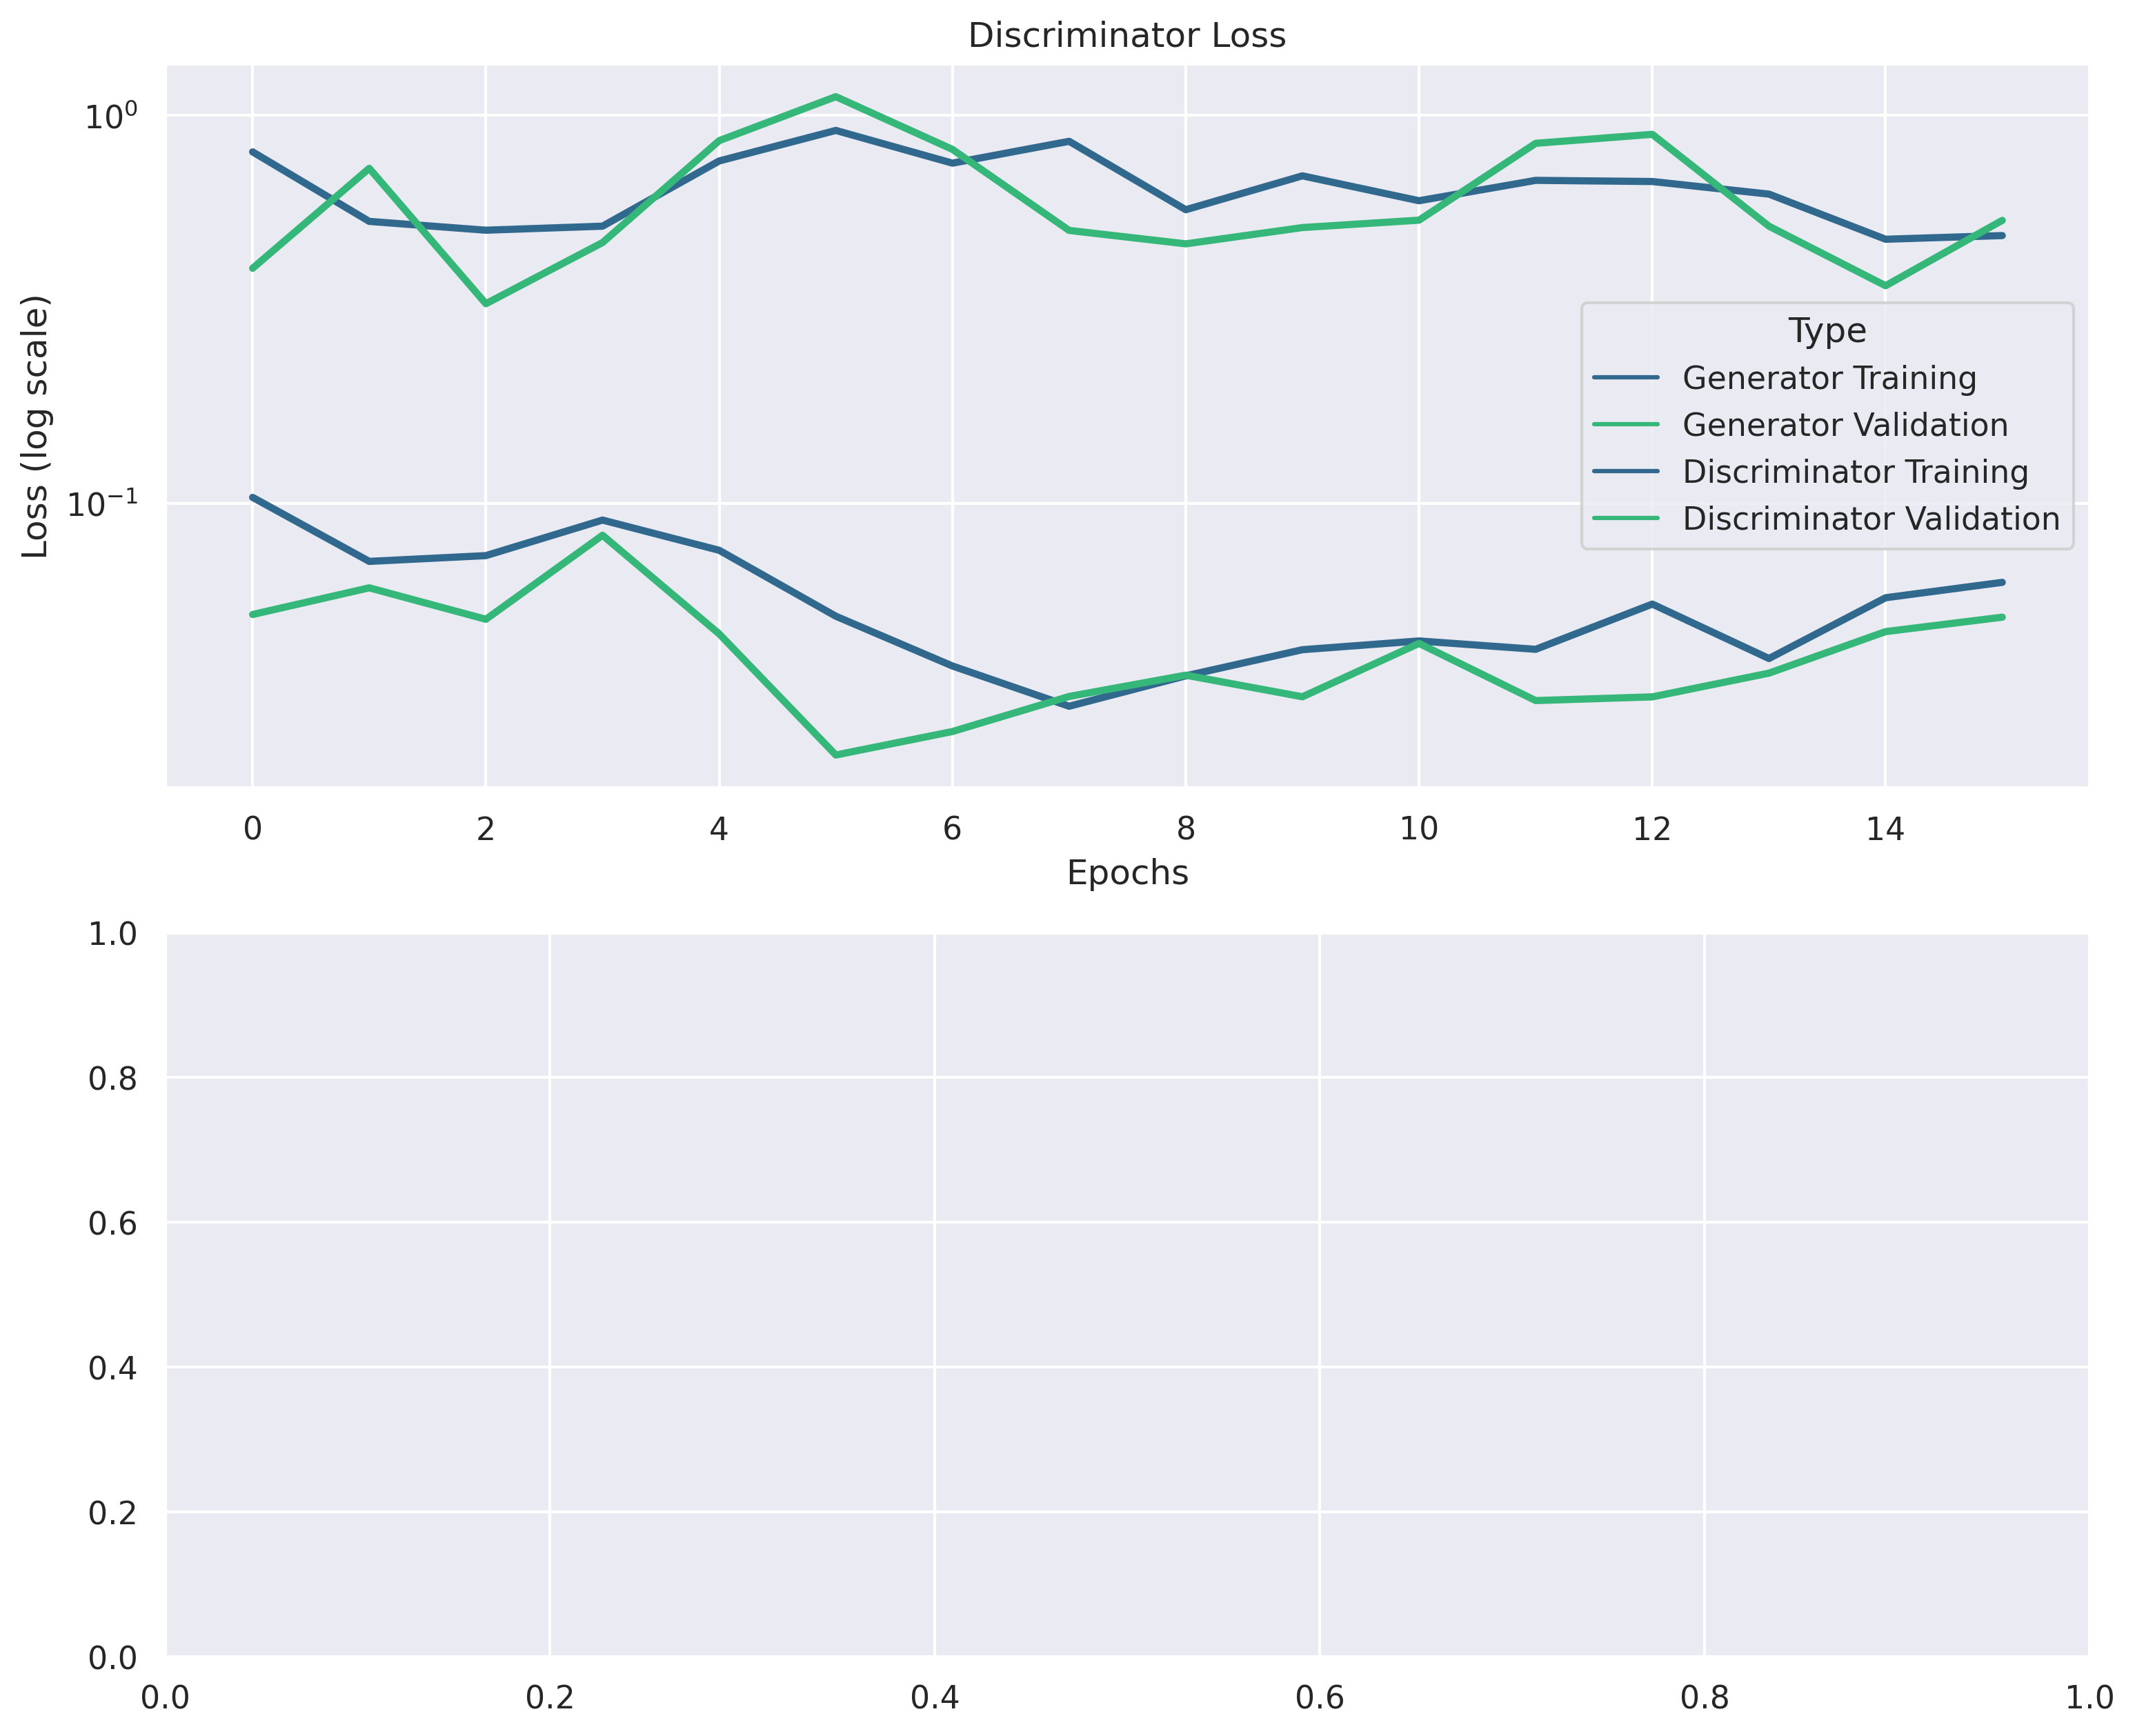 Discriminator Loss
10⁰
10⁻¹
Loss (log scale)
Type
Generator Training
Generator Validation
Discriminator Training
Discriminator Validation
0 2 4 6 8 10 12 14
Epochs
1.0
0.8
0.6
0.4
0.2
0.0
0.0 0.2 0.4 0.6 0.8 1.0